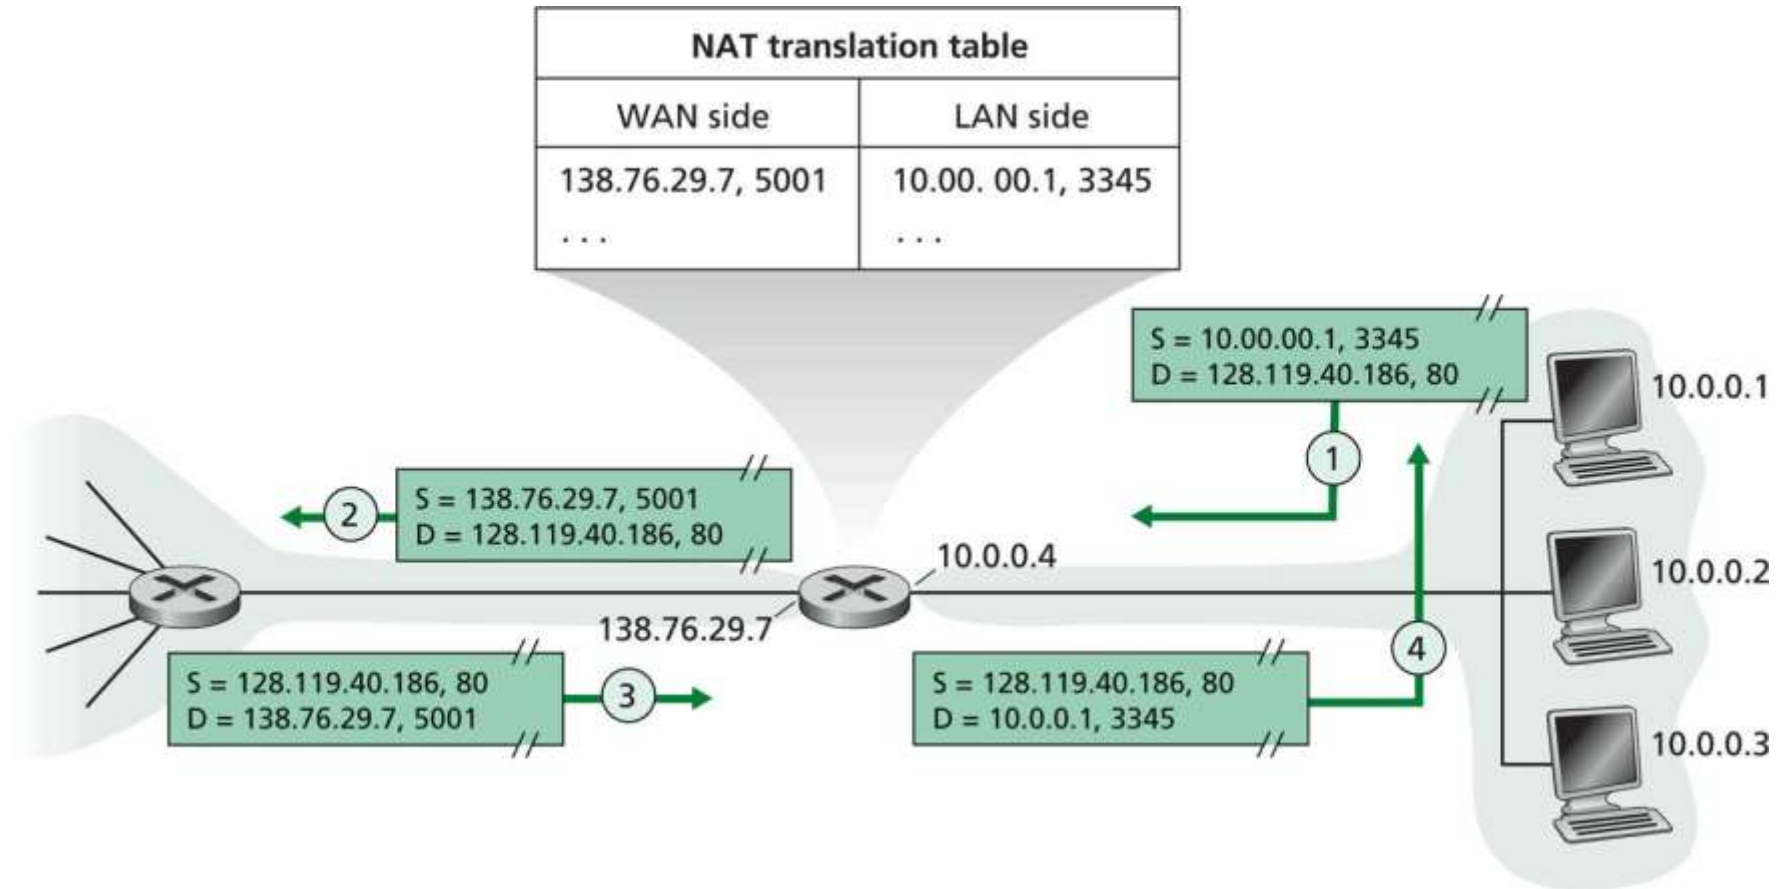 NAT translation table
WAN side LAN side
138.76.29.7, 5001 10.00. 00.1, 3345
. . . . . .
S = 10.00.00.1, 3345
D = 128.119.40.186, 80
10.0.0.1
1
S = 138.76.29.7, 5001
D = 128.119.40.186, 80
2
10.0.0.4
10.0.0.2
138.76.29.7
4
S = 128.119.40.186, 80
D = 138.76.29.7, 5001
3
S = 128.119.40.186, 80
D = 10.0.0.1, 3345
10.0.0.3